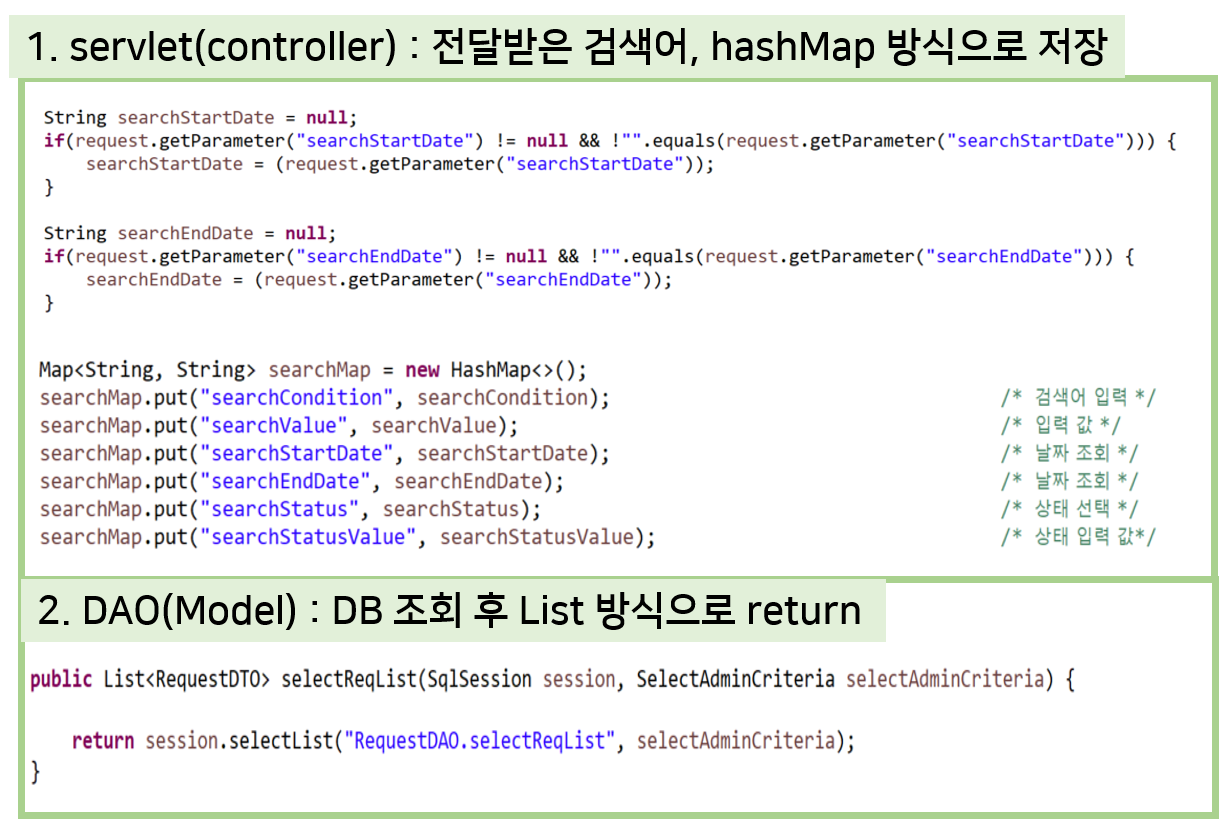 1. servlet(controller) : 전달받은 검색어, hashMap 방식으로 저장
String searchStartDate = null;
if(request.getParameter("searchStartDate") != null && !"".equals(request.getParameter("searchStartDate"))) {
    searchStartDate = (request.getParameter("searchStartDate"));
}
String searchEndDate = null;
if(request.getParameter("searchEndDate") != null && !"".equals(request.getParameter("searchEndDate"))) {
    searchEndDate = (request.getParameter("searchEndDate"));
}
Map<String, String> searchMap = new HashMap<>();
searchMap.put("searchCondition", searchCondition); /* 검색어 입력 */
searchMap.put("searchValue", searchValue); /* 입력 값 */
searchMap.put("searchStartDate", searchStartDate); /* 날짜 조회 */
searchMap.put("searchEndDate", searchEndDate); /* 날짜 조회 */
searchMap.put("searchStatus", searchStatus); /* 상태 선택 */
searchMap.put("searchStatusValue", searchStatusValue); /* 상태 입력 값*/
2. DAO(Model) : DB 조회 후 List 방식으로 return
public List<RequestDTO> selectReqList(SqlSession session, SelectAdminCriteria selectAdminCriteria) {
    return session.selectList("RequestDAO.selectReqList", selectAdminCriteria);
}